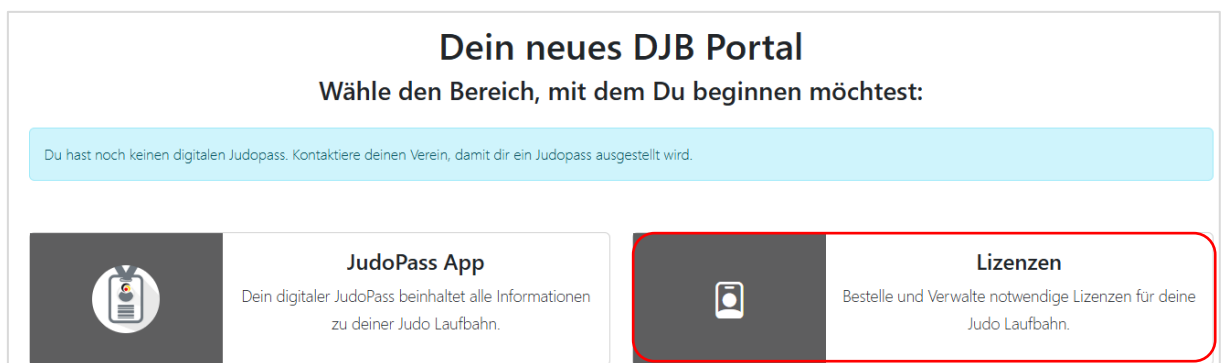 Dein neues DJB Portal
Wähle den Bereich, mit dem Du beginnen möchtest:
Du hast noch keinen digitalen Judopass. Kontaktiere deinen Verein, damit dir ein Judopass ausgestellt wird.
JudoPass App
Dein digitaler JudoPass beinhaltet alle Informationen
zu deiner Judo Laufbahn.
Lizenzen
Bestelle und Verwalte notwendige Lizenzen für deine
Judo Laufbahn.